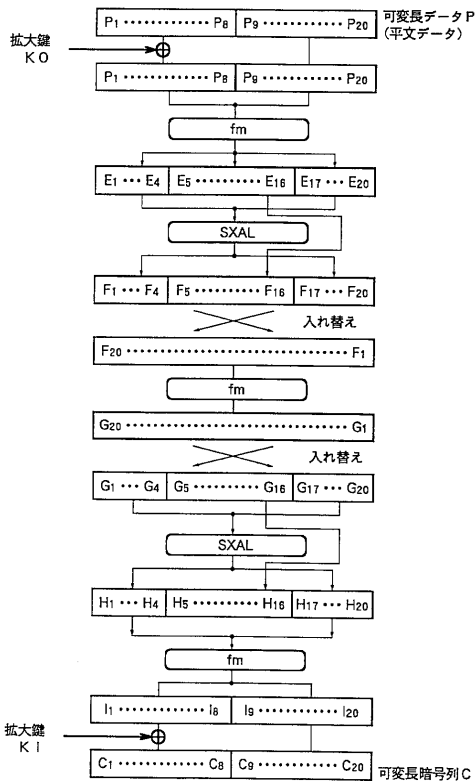 P1 ··· P8 P9 ··· P20 可変長データP
拡大鍵 (平文データ)
K0
P1 ··· P8 P9 ··· P20
fm
E1 ··· E4 E5 ·········· E16 E17 ··· E20
SXAL
F1 ··· F4 F5 ·········· F16 F17 ··· F20
入れ替え
F20 ······························ F1
fm
G20 ······························ G1
入れ替え
G1 ··· G4 G5 ·········· G16 G17 ··· G20
SXAL
H1 ··· H4 H5 ·········· H16 H17 ··· H20
fm
I1 ·········· I8 I9 ·········· I20
拡大鍵
Ki
C1 ·········· C8 C9 ·········· C20 可変長暗号列C